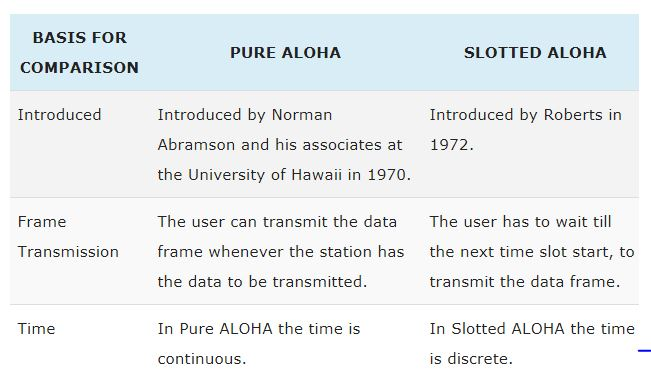 BASIS FOR COMPARISON PURE ALOHA SLOTTED ALOHA
Introduced Introduced by Norman Introduced by Roberts in
Abramson and his associates at 1972.
the University of Hawaii in 1970.
Frame The user can transmit the data The user has to wait till
Transmission frame whenever the station has the next time slot start, to
the data to be transmitted. transmit the data frame.
Time In Pure ALOHA the time is In Slotted ALOHA the time
continuous. is discrete.